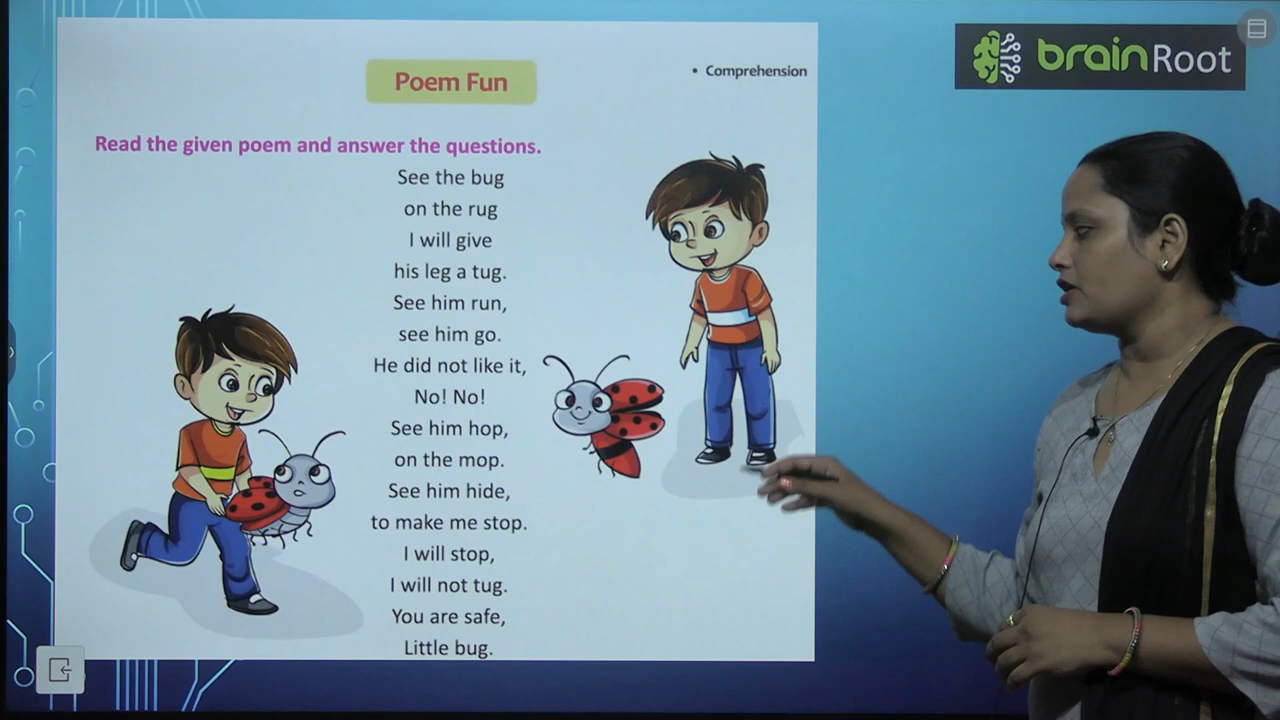 Poem Fun
• Comprehension
brainRoot
Read the given poem and answer the questions.
See the bug
on the rug
I will give
his leg a tug.
See him run,
see him go.
He did not like it,
No! No!
See him hop,
on the mop.
See him hide,
to make me stop.
I will stop,
I will not tug.
You are safe,
Little bug.